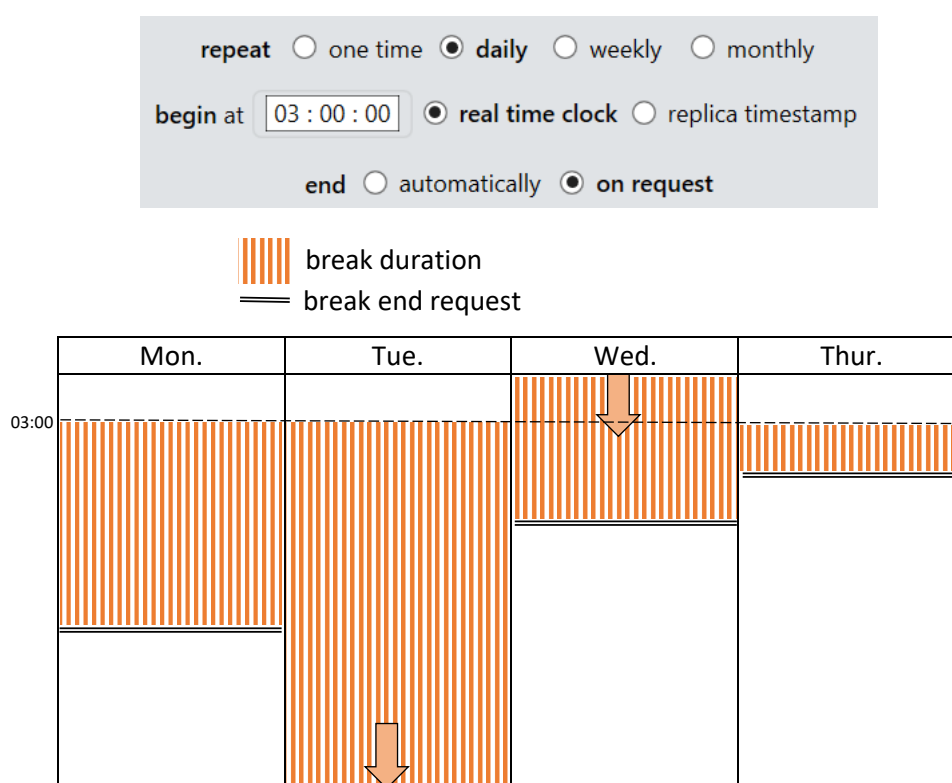 repeat one time daily weekly monthly
begin at 03 : 00 : 00 real time clock replica timestamp
end automatically on request
break duration
break end request
Mon. Tue. Wed. Thur.
03:00